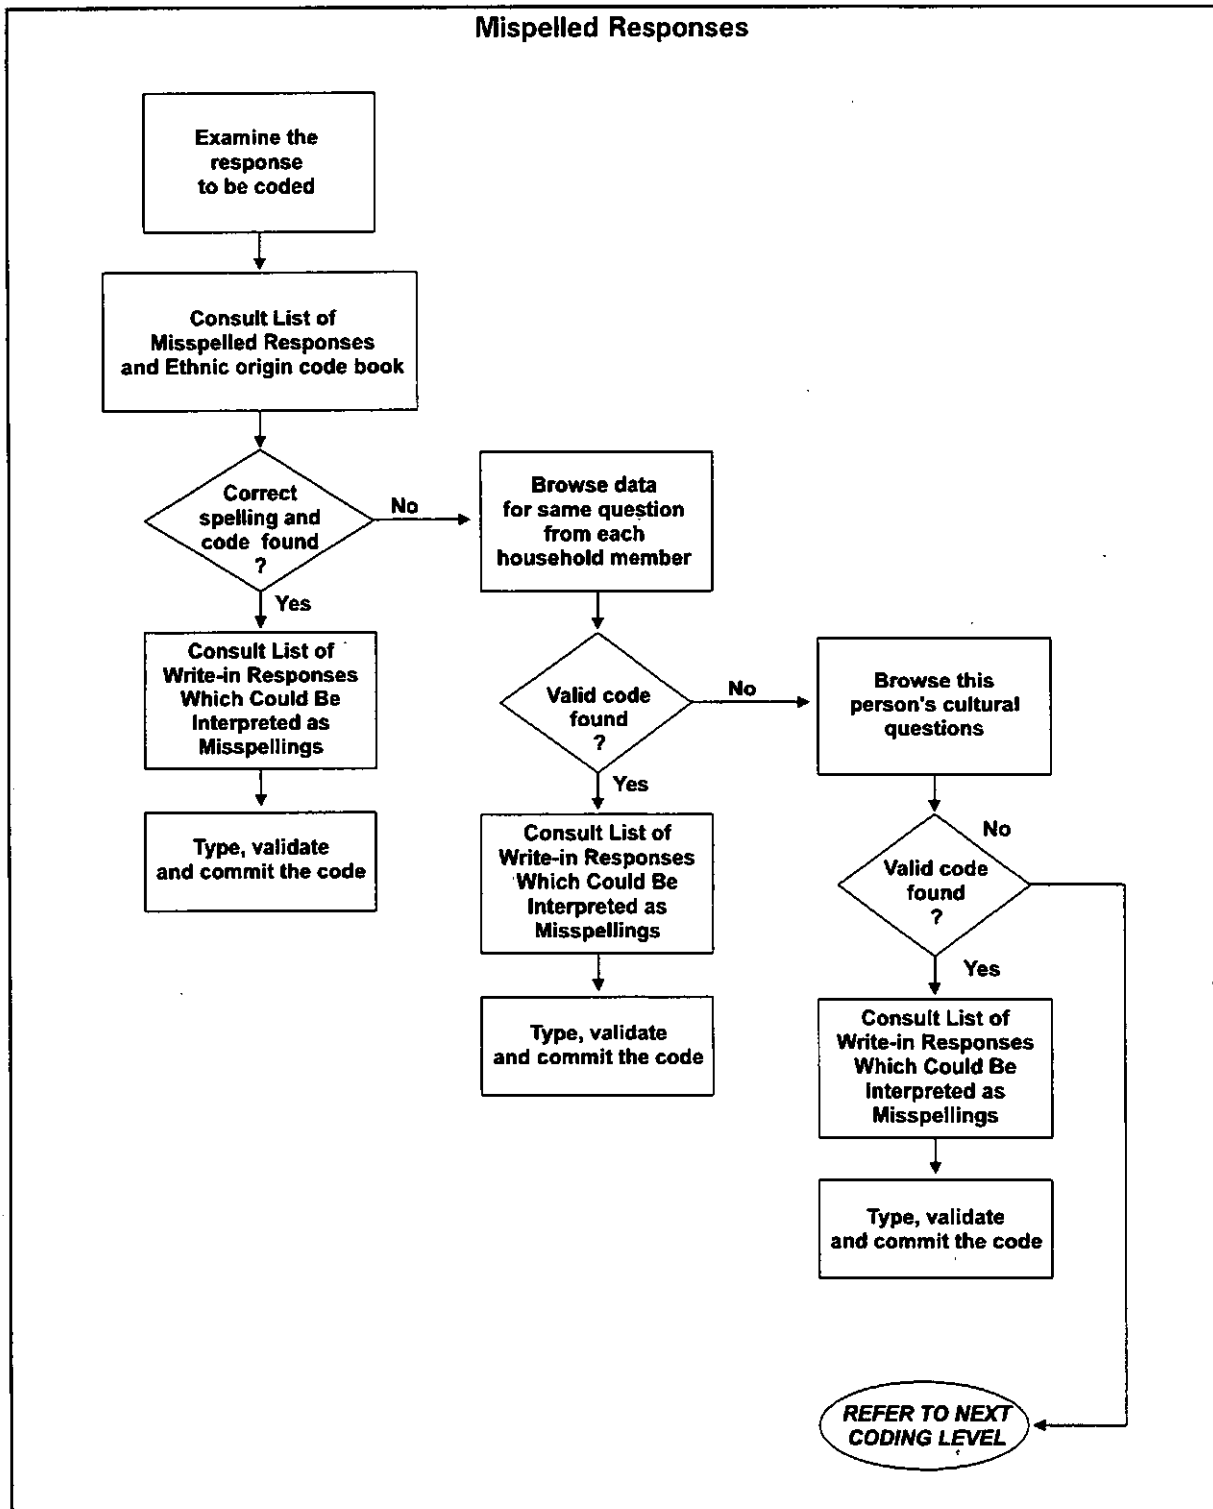 Mispelled Responses
Examine the
response
to be coded
Consult List of
Misspelled Responses
and Ethnic origin code book
Correct
spelling and
code found
?
No
Yes
Consult List of
Write-in Responses
Which Could Be
Interpreted as
Misspellings
Type, validate
and commit the code
Browse data
for same question
from each
household member
Valid code
found
?
No
Yes
Consult List of
Write-in Responses
Which Could Be
Interpreted as
Misspellings
Type, validate
and commit the code
Browse this
person's cultural
questions
Valid code
found
?
No
Yes
Consult List of
Write-in Responses
Which Could Be
Interpreted as
Misspellings
Type, validate
and commit the code
REFER TO NEXT
CODING LEVEL